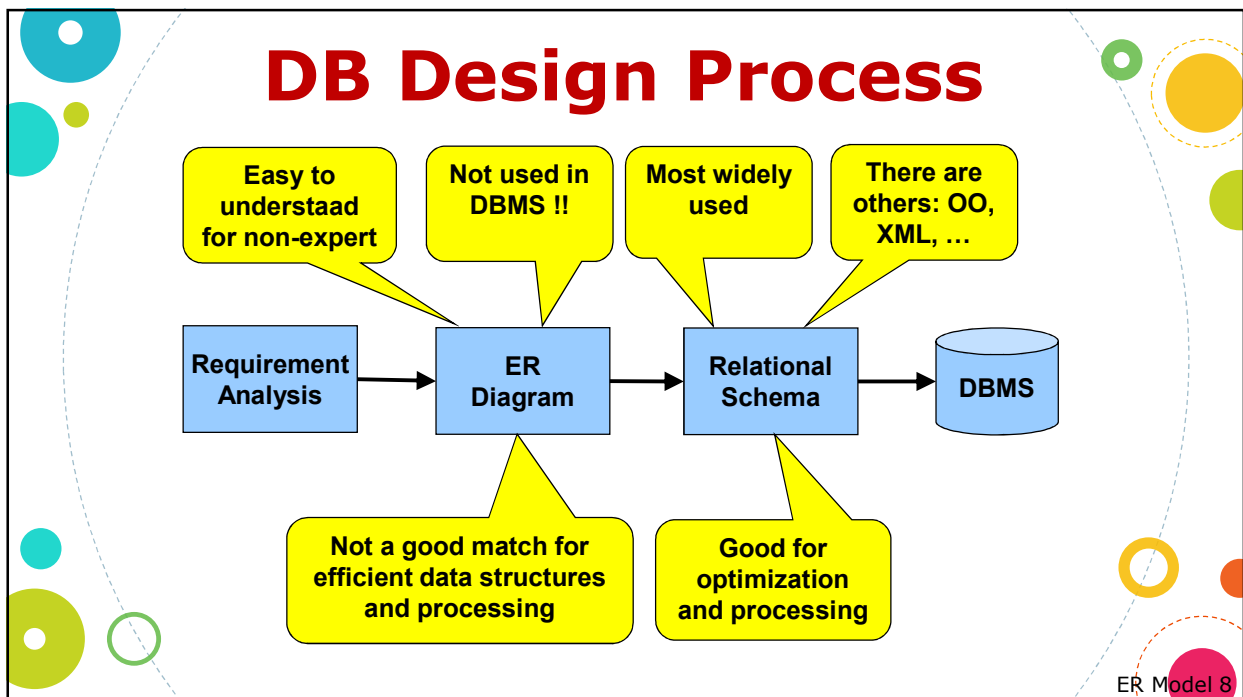 DB Design Process
Easy to
understaad
for non-expert
Not used in
DBMS !!
Most widely
used
There are
others: OO,
XML, …
Requirement
Analysis
ER
Diagram
Relational
Schema
DBMS
Not a good match for
efficient data structures
and processing
Good for
optimization
and processing
ER Model 8